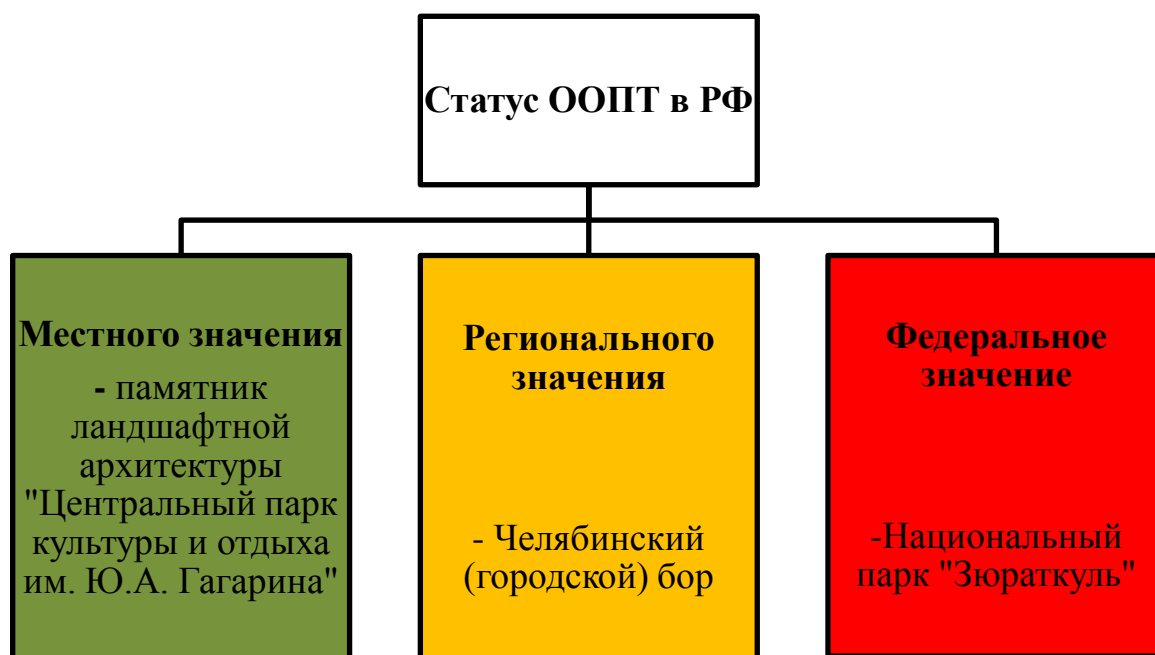 Статус ООПТ в РФ
Местного значения
- памятник
ландшафтной
архитектуры
"Центральный парк
культуры и отдыха
им. Ю.А. Гагарина"
Регионального
значения
- Челябинский
(городской) бор
Федеральное
значение
-Национальный
парк "Зюраткуль"